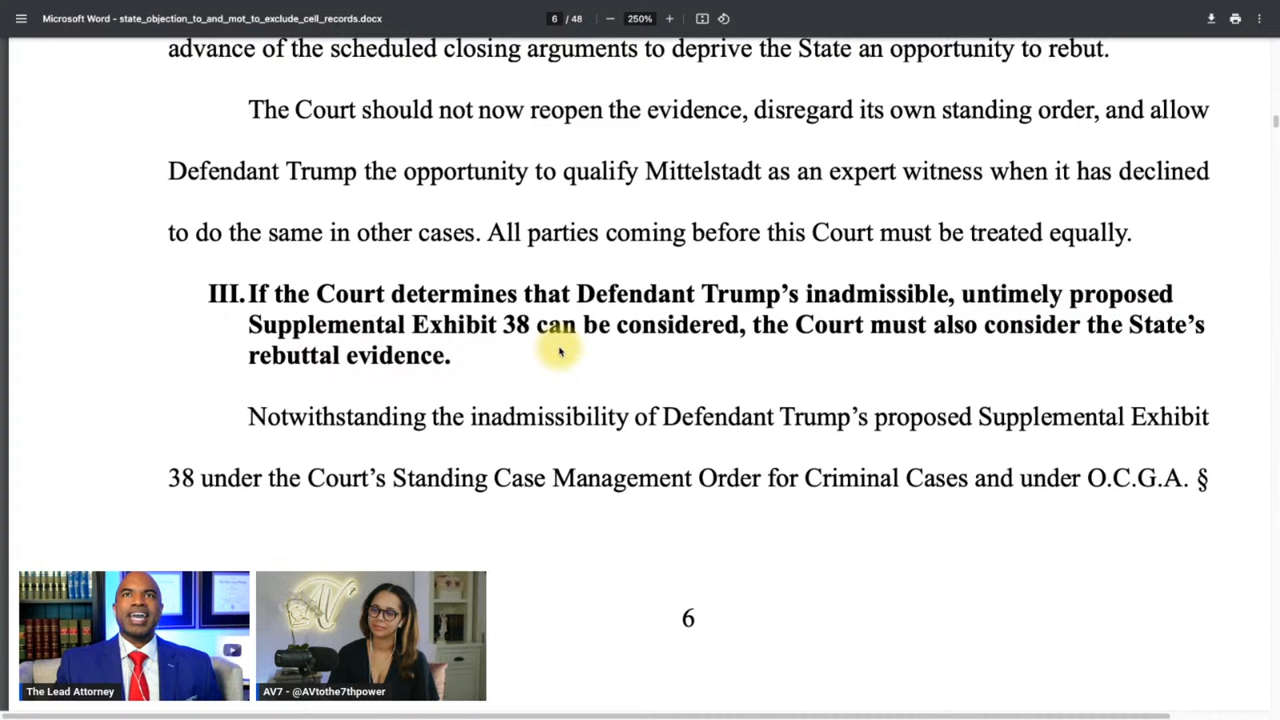 Microsoft Word - state_objection_to_and_mot_to_exclude_cell_records.docx
6 / 48
250%
advance of the scheduled closing arguments to deprive the State an opportunity to rebut.
The Court should not now reopen the evidence, disregard its own standing order, and allow
Defendant Trump the opportunity to qualify Mittelstadt as an expert witness when it has declined
to do the same in other cases. All parties coming before this Court must be treated equally.
III. If the Court determines that Defendant Trump’s inadmissible, untimely proposed
Supplemental Exhibit 38 can be considered, the Court must also consider the State’s
rebuttal evidence.
Notwithstanding the inadmissibility of Defendant Trump’s proposed Supplemental Exhibit
38 under the Court’s Standing Case Management Order for Criminal Cases and under O.C.G.A. §
6
The Lead Attorney
AV7 - @AVtothe7thpower